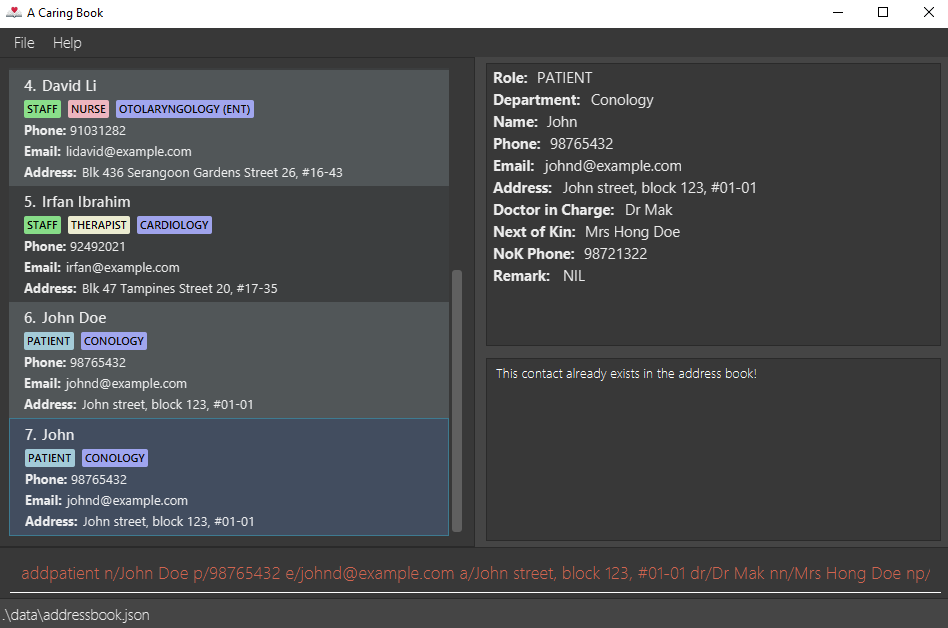 A Caring Book
File Help
4. David Li
STAFF NURSE OTOLARYNGOLOGY (ENT)
Phone: 91031282
Email: lidavid@example.com
Address: Blk 436 Serangoon Gardens Street 26, #16-43
5. Irfan Ibrahim
STAFF THERAPIST CARDIOLOGY
Phone: 92492021
Email: irfan@example.com
Address: Blk 47 Tampines Street 20, #17-35
6. John Doe
PATIENT CONOLOGY
Phone: 98765432
Email: johnd@example.com
Address: John street, block 123, #01-01
7. John
PATIENT CONOLOGY
Phone: 98765432
Email: johnd@example.com
Address: John street, block 123, #01-01
Role: PATIENT
Department: Conology
Name: John
Phone: 98765432
Email: johnd@example.com
Address: John street, block 123, #01-01
Doctor in Charge: Dr Mak
Next of Kin: Mrs Hong Doe
NoK Phone: 98721322
Remark: NIL
This contact already exists in the address book!
addpatient n/John Doe p/98765432 e/johnd@example.com a/John street, block 123, #01-01 dr/Dr Mak nn/Mrs Hong Doe np/
.\data\addressbook.json